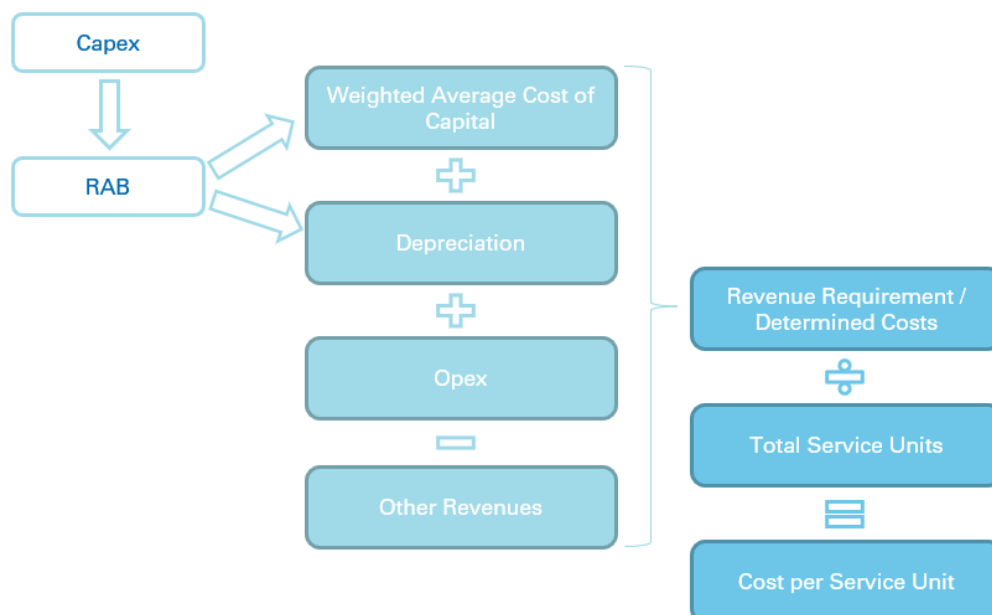 Capex
RAB
Weighted Average Cost of
Capital
Depreciation
Opex
Other Revenues
Revenue Requirement /
Determined Costs
Total Service Units
Cost per Service Unit